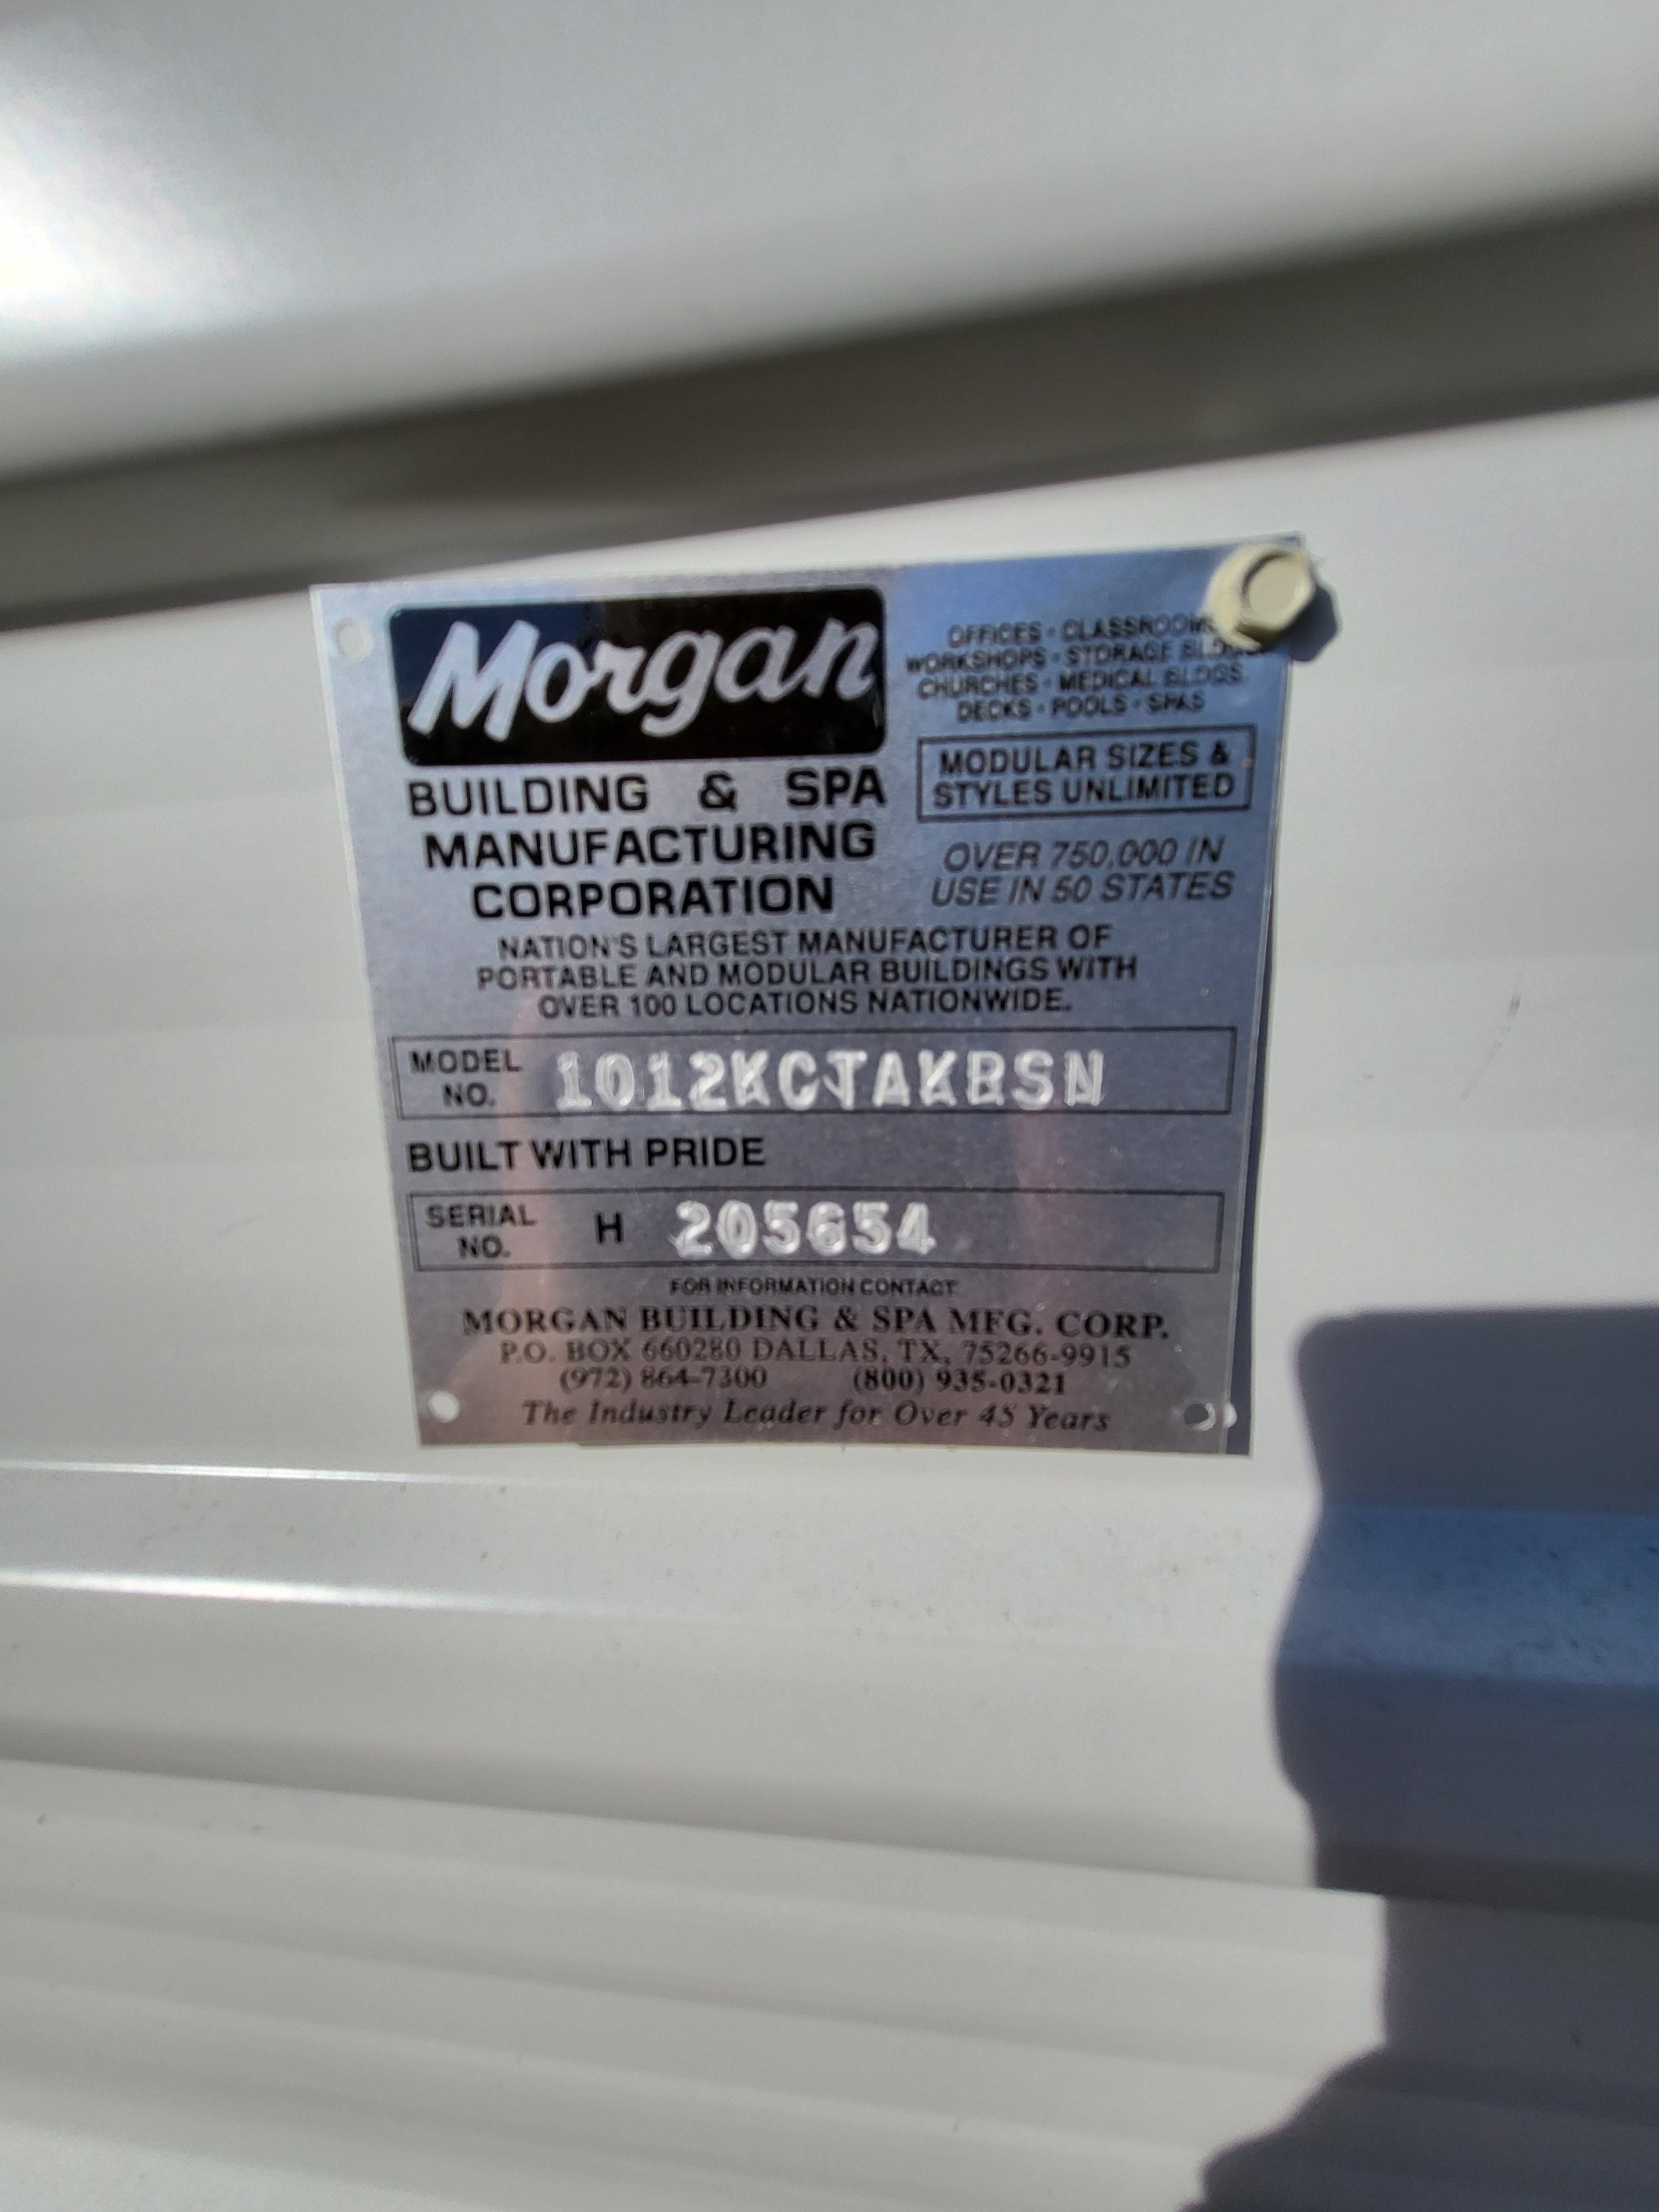 Morgan
BUILDING & SPA
MANUFACTURING
CORPORATION
OFFICES · CLASSROOMS
WORKSHOPS · STORAGE BLDGS.
CHURCHES · MEDICAL BLDGS.
DECKS · POOLS · SPAS
MODULAR SIZES &
STYLES UNLIMITED
OVER 750,000 IN
USE IN 50 STATES
NATION'S LARGEST MANUFACTURER OF
PORTABLE AND MODULAR BUILDINGS WITH
OVER 100 LOCATIONS NATIONWIDE.
MODEL NO. 1012KCTAKBSN
BUILT WITH PRIDE
SERIAL NO. H 205654
FOR INFORMATION CONTACT
MORGAN BUILDING & SPA MFG. CORP.
P.O. BOX 660280 DALLAS, TX, 75266-9915
(972) 864-7300 (800) 935-0321
The Industry Leader for Over 45 Years